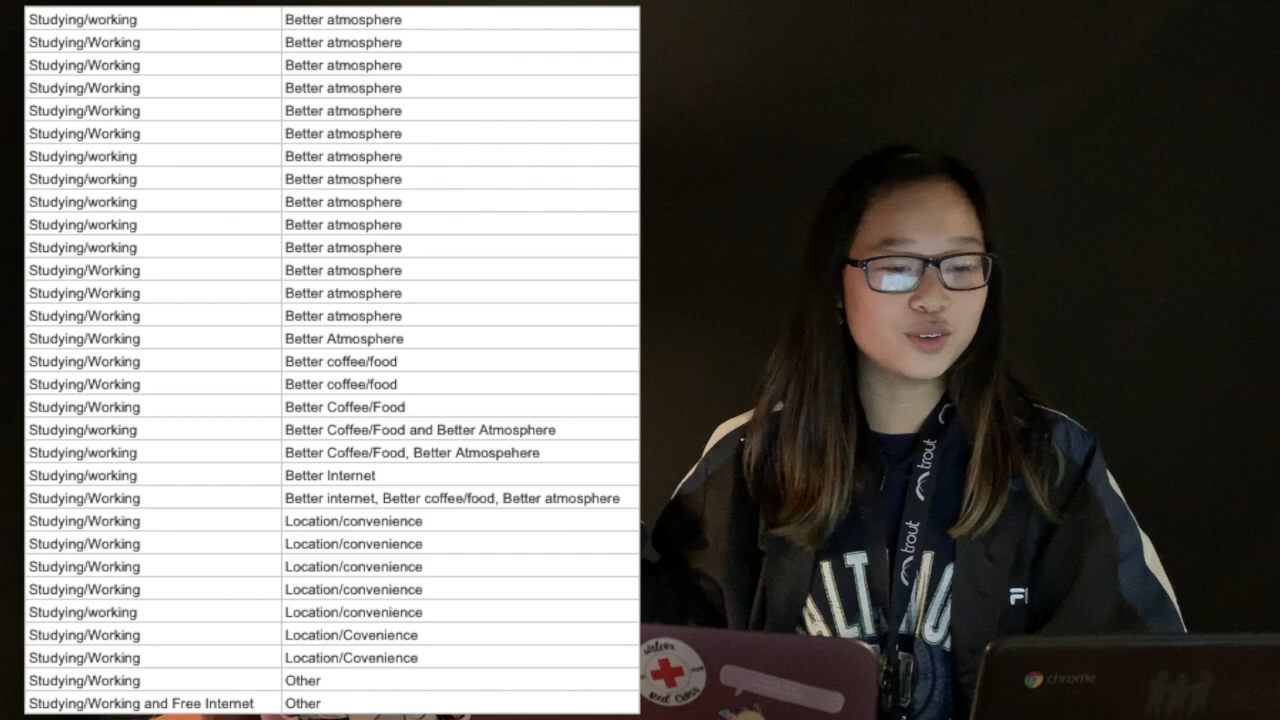 Studying/working Better atmosphere
Studying/Working Better atmosphere
Studying/Working Better atmosphere
Studying/Working Better atmosphere
Studying/Working Better atmosphere
Studying/Working Better atmosphere
Studying/working Better atmosphere
Studying/working Better atmosphere
Studying/working Better atmosphere
Studying/working Better atmosphere
Studying/working Better atmosphere
Studying/Working Better atmosphere
Studying/Working Better atmosphere
Studying/Working Better atmosphere
Studying/Working Better Atmosphere
Studying/Working Better coffee/food
Studying/Working Better coffee/food
Studying/Working Better Coffee/Food
Studying/working Better Coffee/Food and Better Atmosphere
Studying/working Better Coffee/Food, Better Atmospehere
Studying/working Better Internet
Studying/Working Better internet, Better coffee/food, Better atmosphere
Studying/Working Location/convenience
Studying/Working Location/convenience
Studying/Working Location/convenience
Studying/Working Location/convenience
Studying/working Location/convenience
Studying/Working Location/Covenience
Studying/Working Location/Covenience
Studying/Working Other
Studying/Working and Free Internet Other
trout
trout
chrome